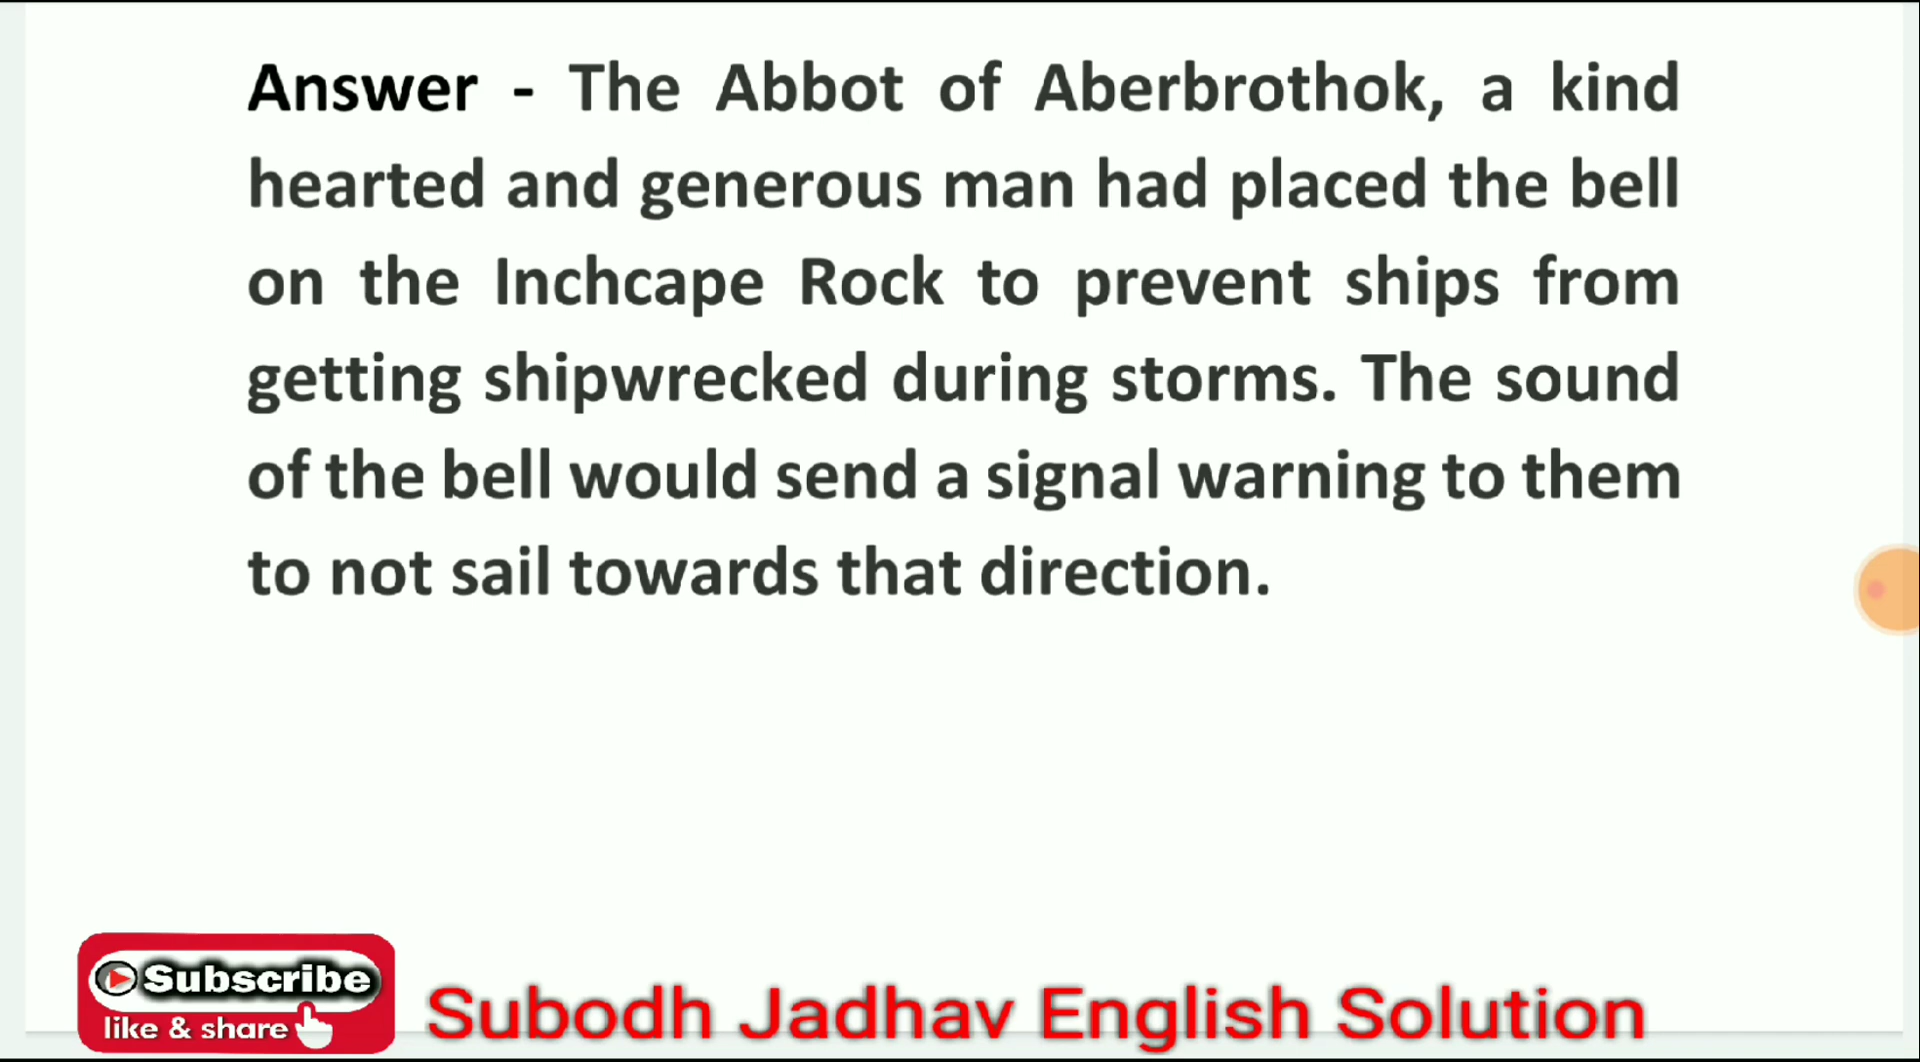 Answer - The Abbot of Aberbrothok, a kind
hearted and generous man had placed the bell
on the Inchcape Rock to prevent ships from
getting shipwrecked during storms. The sound
of the bell would send a signal warning to them
to not sail towards that direction.
Subscribe
like & share
Subodh Jadhav English Solution